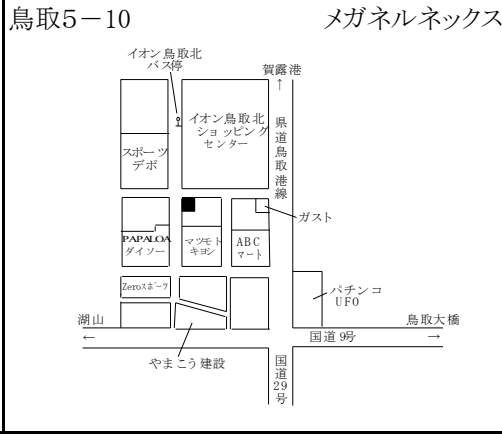 鳥取5－10
メガネルネックス
イオン鳥取北
バス停
賀露港
↑
イオン鳥取北
ショッピング
センター
県道鳥取港線
スポーツ
デポ
ガスト
PAPALOA
ダイソー
マツモト
キヨシ
ABC
マート
Zeroスポーツ
パチンコ
UFO
湖山
←
鳥取大橋
→
国道9号
やまこう建設
国道29号